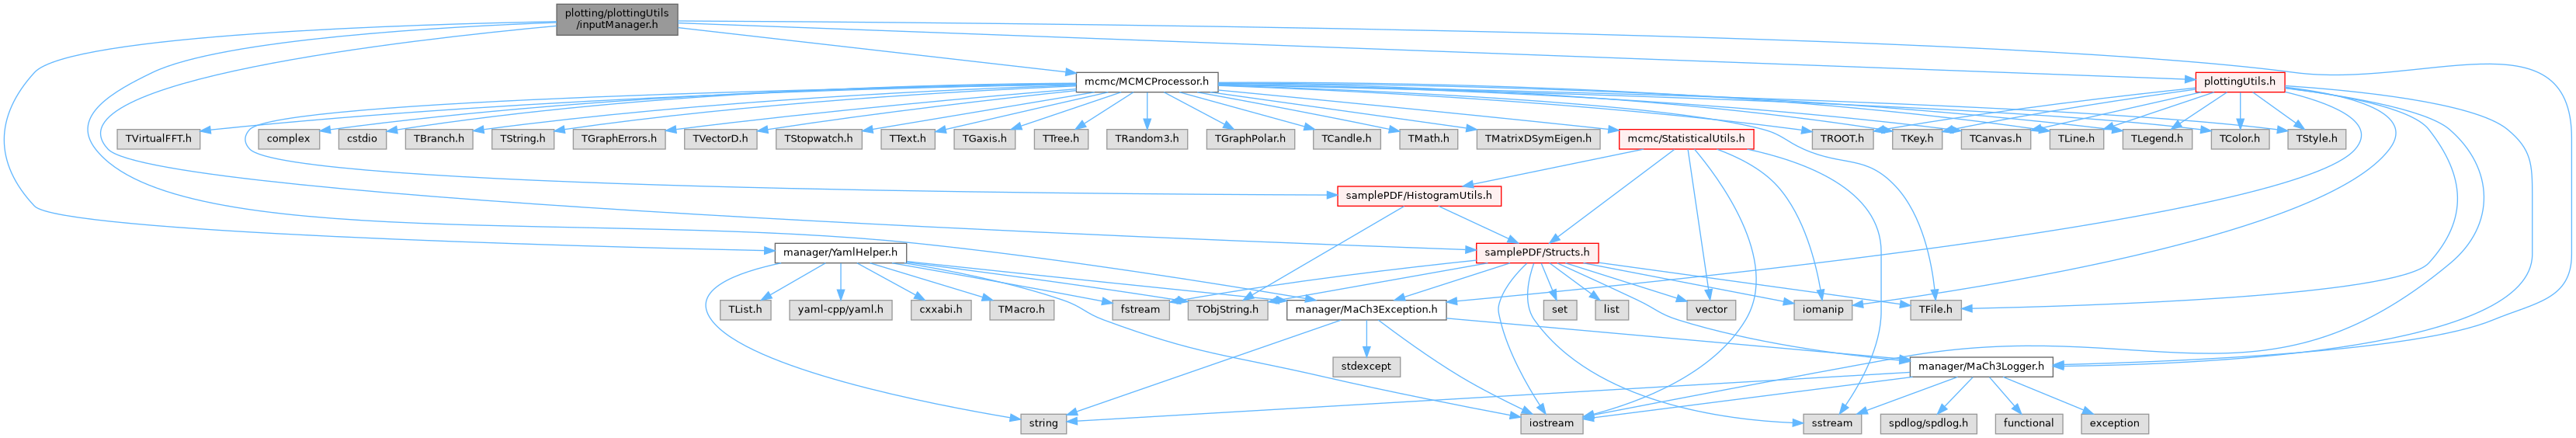 plotting/plottingUtils
/inputManager.h
mcmc/MCMCProcessor.h
plottingUtils.h
TVirtualFFT.h
complex
cstdio
TBranch.h
TString.h
TGraphErrors.h
TVectorD.h
TStopwatch.h
TText.h
TGaxis.h
TTree.h
TRandom3.h
TGraphPolar.h
TCandle.h
TMath.h
TMatrixDSymEigen.h
mcmc/StatisticalUtils.h
TROOT.h
TKey.h
TCanvas.h
TLine.h
TLegend.h
TColor.h
TStyle.h
samplePDF/HistogramUtils.h
manager/YamlHelper.h
samplePDF/Structs.h
TList.h
yaml-cpp/yaml.h
cxxabi.h
TMacro.h
fstream
TObjString.h
manager/MaCh3Exception.h
set
list
vector
iomanip
TFile.h
stdexcept
manager/MaCh3Logger.h
string
iostream
sstream
spdlog/spdlog.h
functional
exception